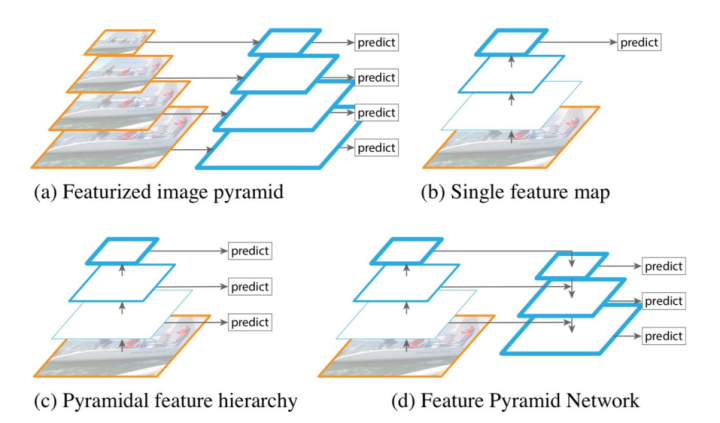 predict
predict
predict
predict
(a) Featurized image pyramid
predict
(b) Single feature map
predict
predict
predict
(c) Pyramidal feature hierarchy
predict
predict
predict
(d) Feature Pyramid Network